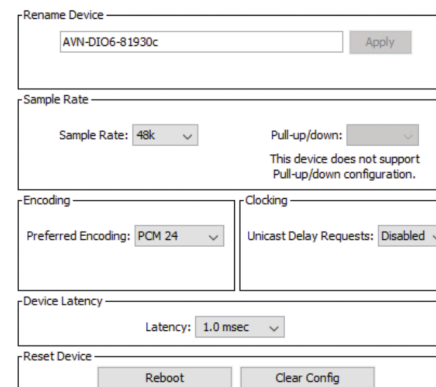 Rename Device
AVN-DIO6-81930c Apply
Sample Rate
Sample Rate: 48k Pull-up/down:
This device does not support
Pull-up/down configuration.
Encoding Clocking
Preferred Encoding: PCM 24 Unicast Delay Requests: Disabled
Device Latency
Latency: 1.0 msec
Reset Device
Reboot Clear Config